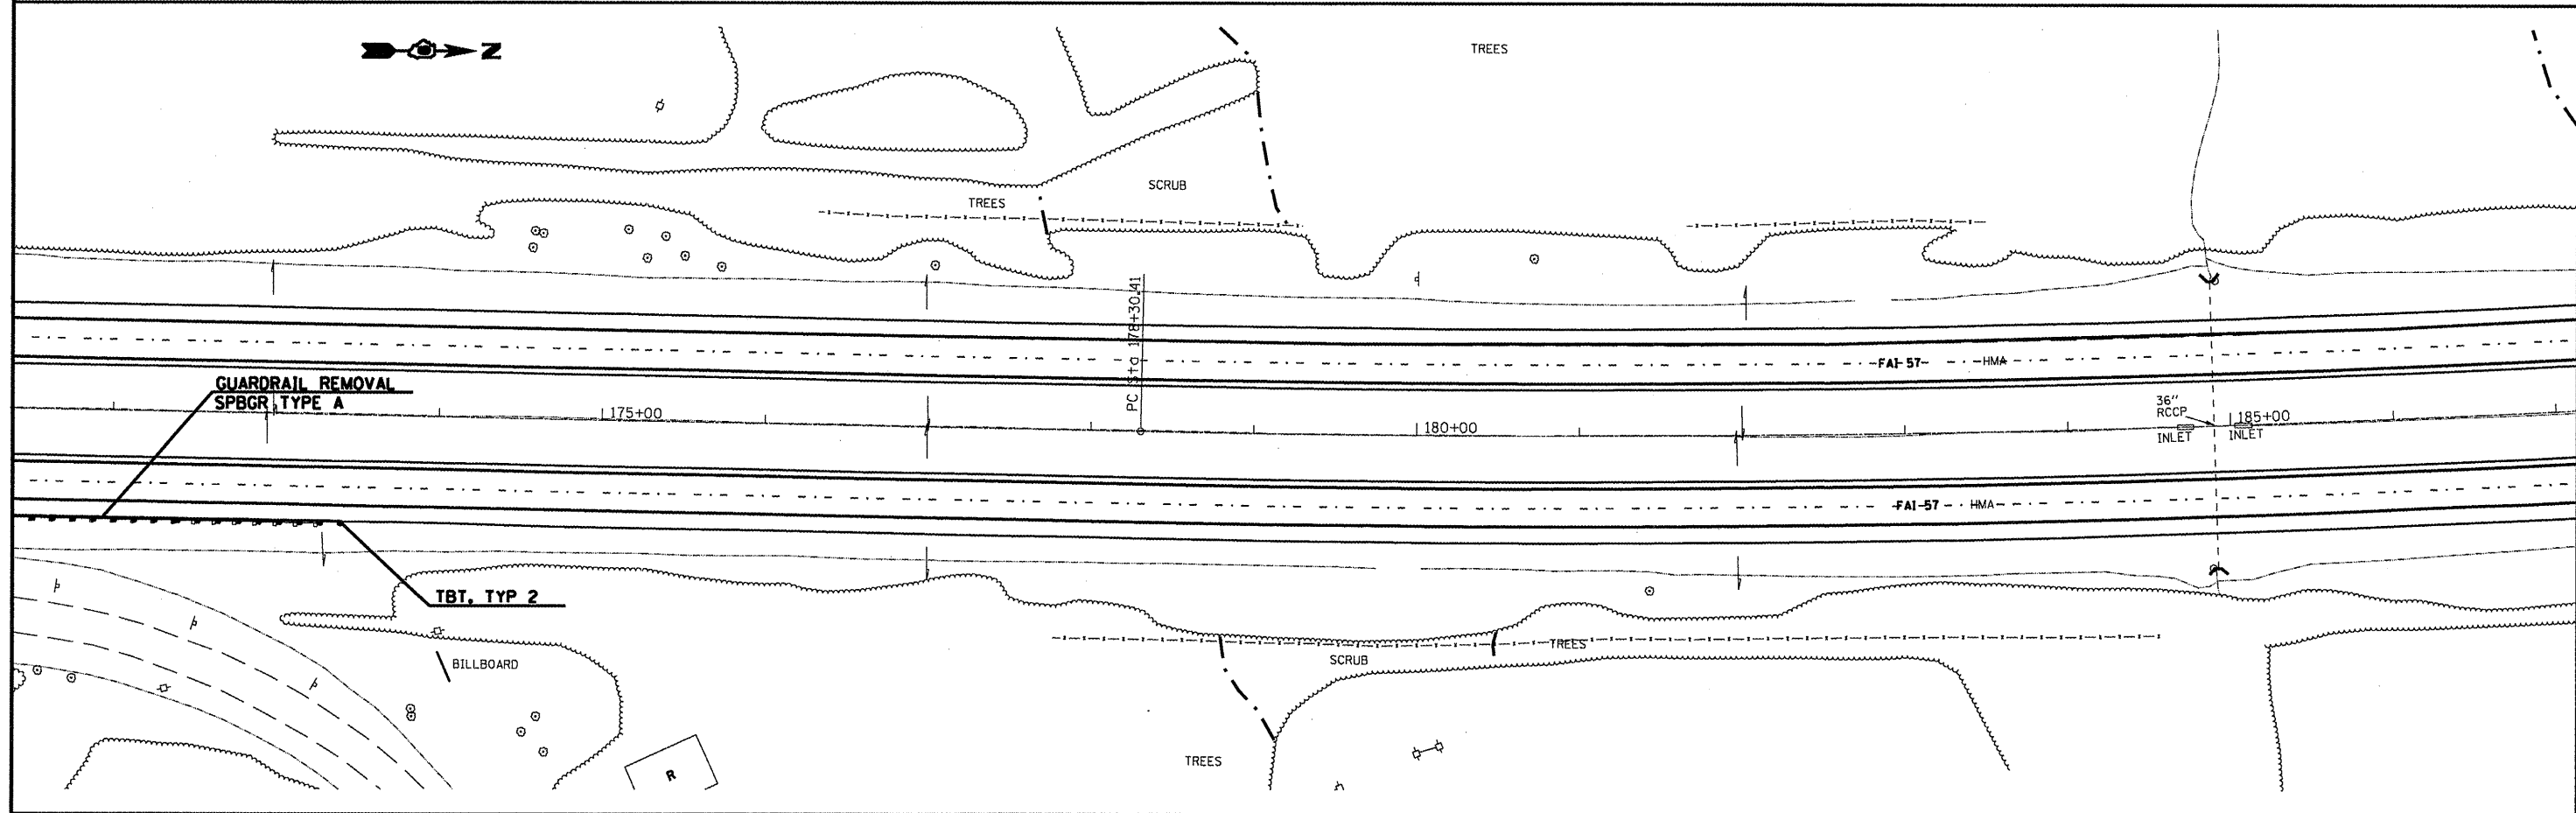 N
TREES
SCRUB
TREES
PC Sta 178+30.41
FAI-57 HMA
GUARDRAIL REMOVAL
SPBGR, TYPE A
175+00
180+00
36"
RCCP
185+00
INLET
INLET
FAI-57 HMA
TBT, TYP 2
TREES
SCRUB
BILLBOARD
TREES
R